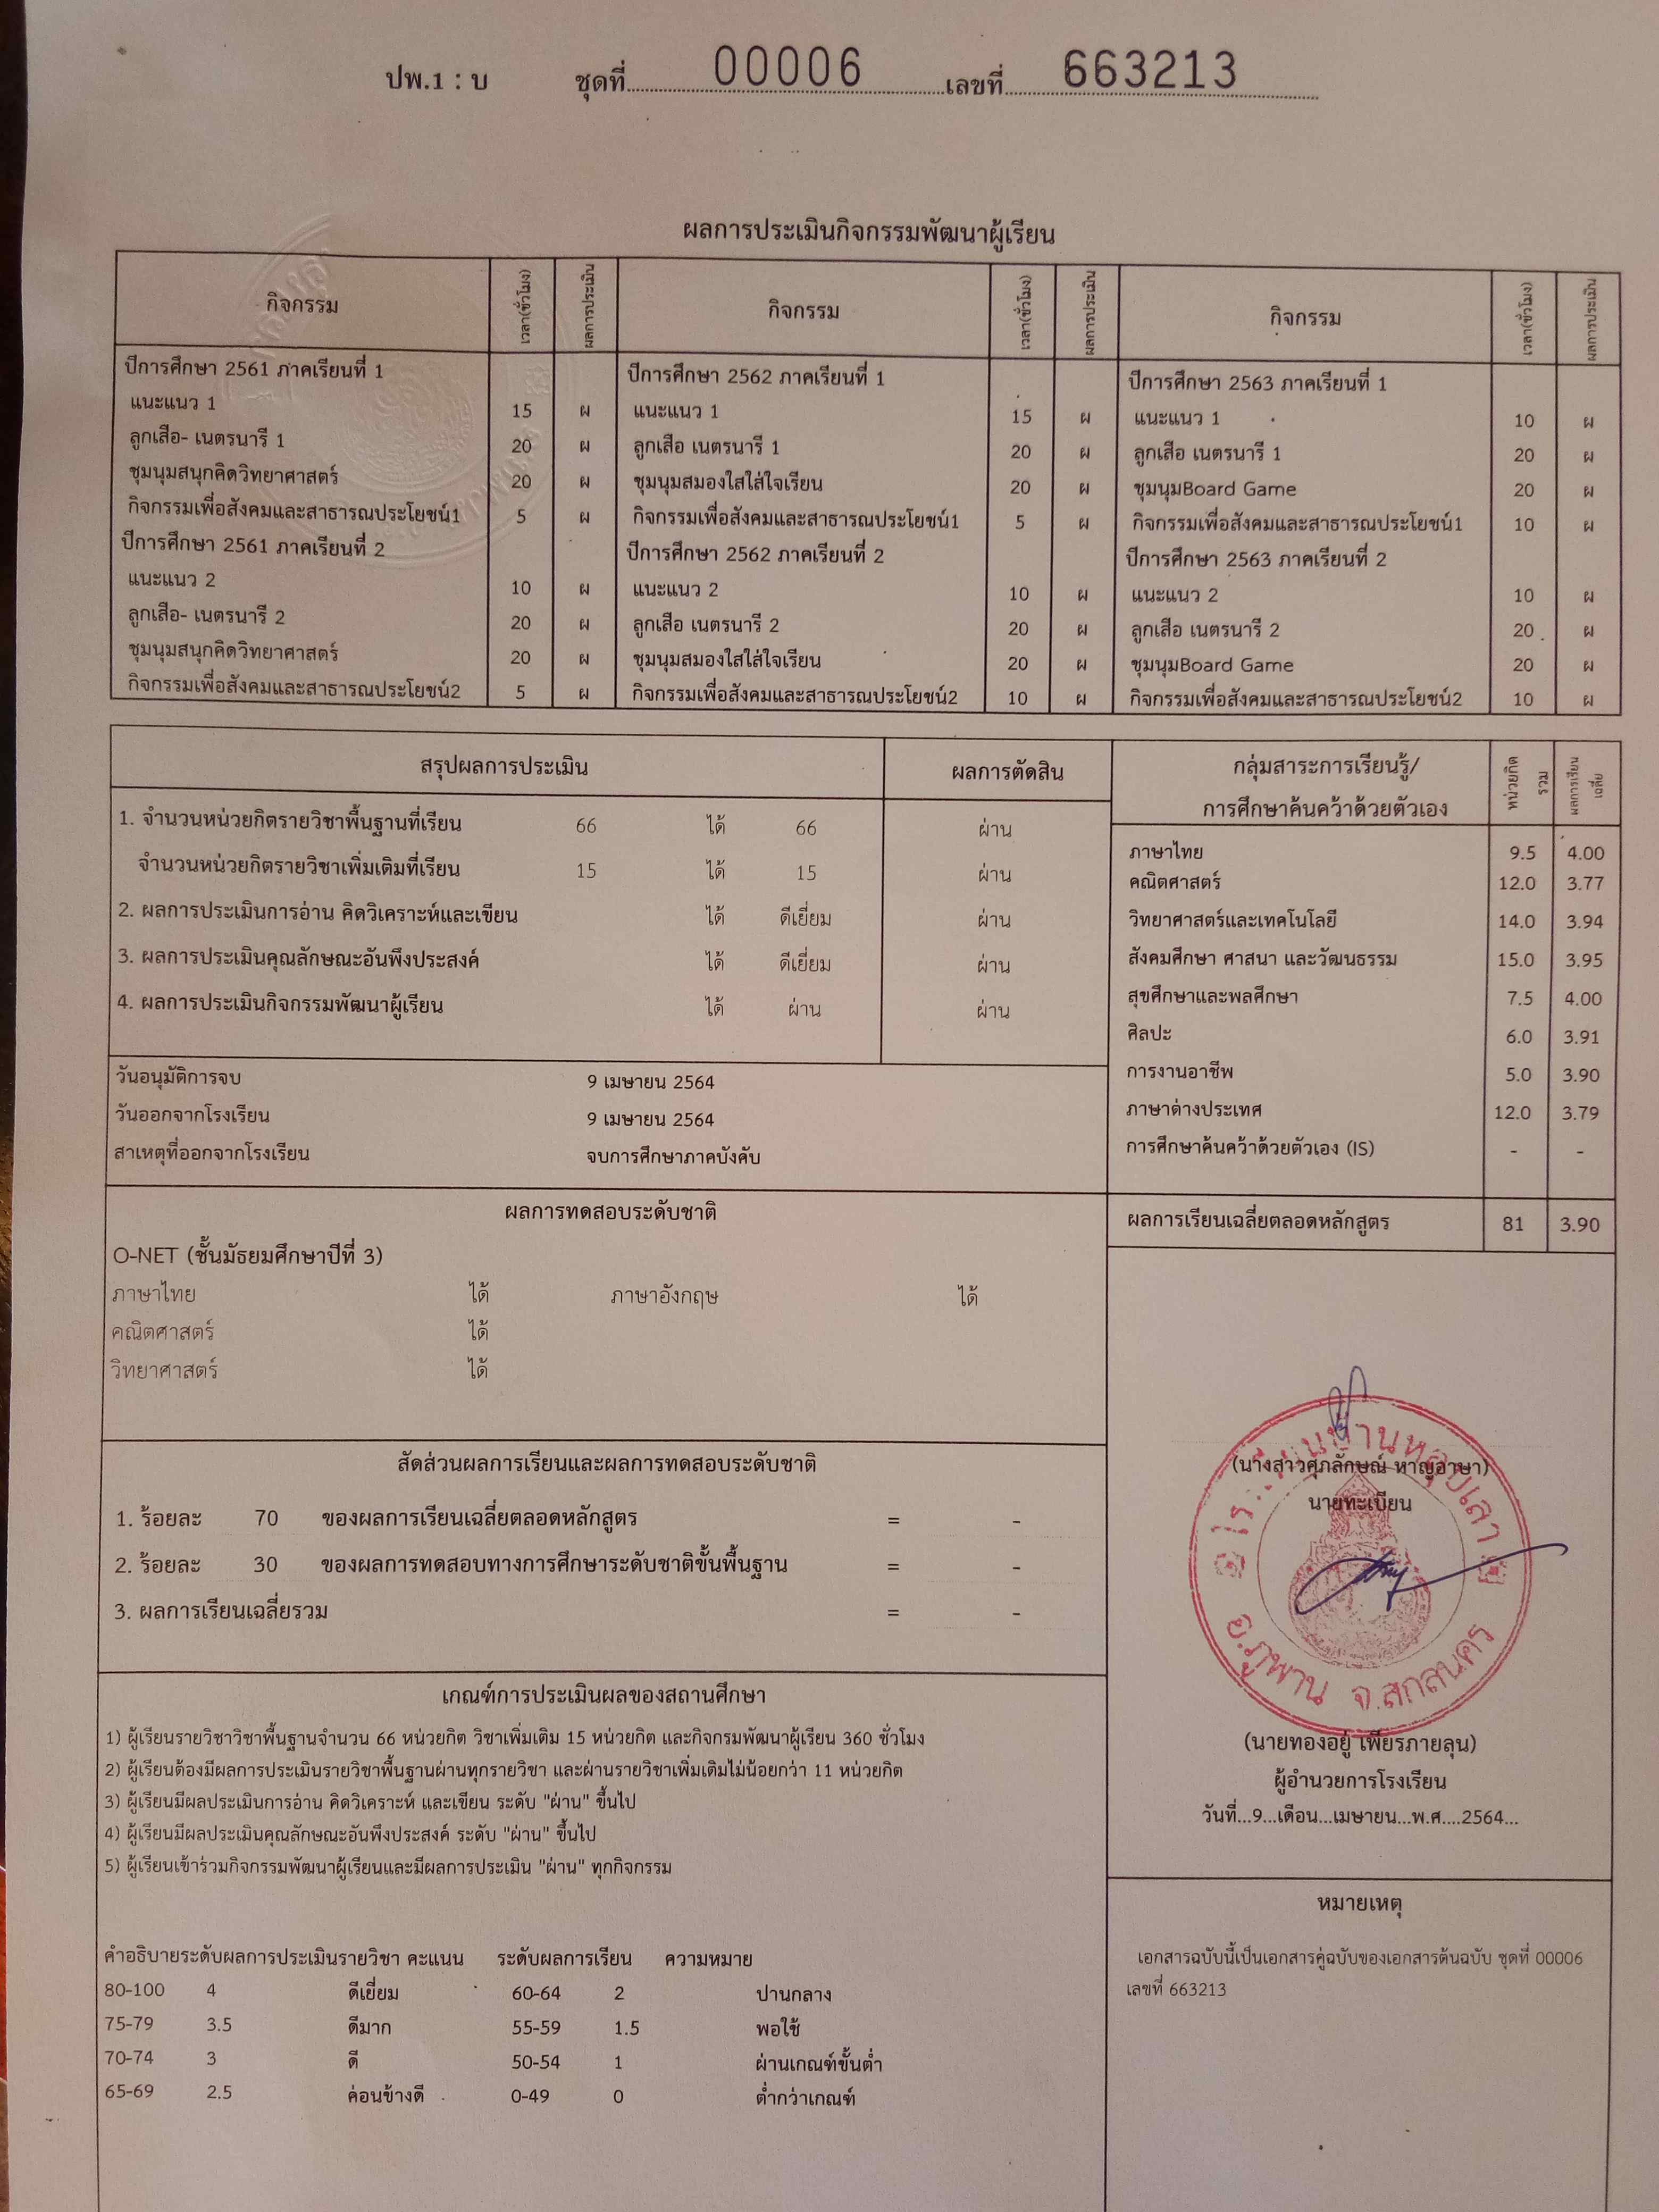 ปพ.1 : บ ชุดที่ 00006 เลขที่ 663213
ผลการประเมินกิจกรรมพัฒนาผู้เรียน
กิจกรรม เวลา(ชั่วโมง) ผลการประเมิน กิจกรรม เวลา(ชั่วโมง) ผลการประเมิน กิจกรรม เวลา(ชั่วโมง) ผลการประเมิน
ปีการศึกษา 2561 ภาคเรียนที่ 1 ปีการศึกษา 2562 ภาคเรียนที่ 1 ปีการศึกษา 2563 ภาคเรียนที่ 1
แนะแนว 1 15 ผ แนะแนว 1 15 ผ แนะแนว 1 10 ผ
ลูกเสือ- เนตรนารี 1 20 ผ ลูกเสือ เนตรนารี 1 20 ผ ลูกเสือ เนตรนารี 1 20 ผ
ชุมนุมสนุกคิดวิทยาศาสตร์ 20 ผ ชุมนุมสมองใสใส่ใจเรียน 20 ผ ชุมนุมBoard Game 20 ผ
กิจกรรมเพื่อสังคมและสาธารณประโยชน์1 5 ผ กิจกรรมเพื่อสังคมและสาธารณประโยชน์1 5 ผ กิจกรรมเพื่อสังคมและสาธารณประโยชน์1 10 ผ
ปีการศึกษา 2561 ภาคเรียนที่ 2 ปีการศึกษา 2562 ภาคเรียนที่ 2 ปีการศึกษา 2563 ภาคเรียนที่ 2
แนะแนว 2 10 ผ แนะแนว 2 10 ผ แนะแนว 2 10 ผ
ลูกเสือ- เนตรนารี 2 20 ผ ลูกเสือ เนตรนารี 2 20 ผ ลูกเสือ เนตรนารี 2 20 ผ
ชุมนุมสนุกคิดวิทยาศาสตร์ 20 ผ ชุมนุมสมองใสใส่ใจเรียน 20 ผ ชุมนุมBoard Game 20 ผ
กิจกรรมเพื่อสังคมและสาธารณประโยชน์2 5 ผ กิจกรรมเพื่อสังคมและสาธารณประโยชน์2 10 ผ กิจกรรมเพื่อสังคมและสาธารณประโยชน์2 10 ผ
สรุปผลการประเมิน ผลการตัดสิน
1. จำนวนหน่วยกิตรายวิชาพื้นฐานที่เรียน 66 ได้ 66 ผ่าน
จำนวนหน่วยกิตรายวิชาเพิ่มเติมที่เรียน 15 ได้ 15 ผ่าน
2. ผลการประเมินการอ่าน คิดวิเคราะห์และเขียน ได้ ดีเยี่ยม ผ่าน
3. ผลการประเมินคุณลักษณะอันพึงประสงค์ ได้ ดีเยี่ยม ผ่าน
4. ผลการประเมินกิจกรรมพัฒนาผู้เรียน ได้ ผ่าน ผ่าน
วันอนุมัติการจบ 9 เมษายน 2564
วันออกจากโรงเรียน 9 เมษายน 2564
สาเหตุที่ออกจากโรงเรียน จบการศึกษาภาคบังคับ
ผลการทดสอบระดับชาติ
O-NET (ชั้นมัธยมศึกษาปีที่ 3)
ภาษาไทย ได้ ภาษาอังกฤษ ได้
คณิตศาสตร์ ได้
วิทยาศาสตร์ ได้
สัดส่วนผลการเรียนและผลการทดสอบระดับชาติ
1. ร้อยละ 70 ของผลการเรียนเฉลี่ยตลอดหลักสูตร = -
2. ร้อยละ 30 ของผลการทดสอบทางการศึกษาระดับชาติขั้นพื้นฐาน = -
3. ผลการเรียนเฉลี่ยรวม = -
เกณฑ์การประเมินผลของสถานศึกษา
1) ผู้เรียนรายวิชาวิชาพื้นฐานจำนวน 66 หน่วยกิต วิชาเพิ่มเติม 15 หน่วยกิต และกิจกรมพัฒนาผู้เรียน 360 ชั่วโมง
2) ผู้เรียนต้องมีผลการประเมินรายวิชาพื้นฐานผ่านทุกรายวิชา และผ่านรายวิชาเพิ่มเติมไม่น้อยกว่า 11 หน่วยกิต
3) ผู้เรียนมีผลประเมินการอ่าน คิดวิเคราะห์ และเขียน ระดับ "ผ่าน" ขึ้นไป
4) ผู้เรียนมีผลประเมินคุณลักษณะอันพึงประสงค์ ระดับ "ผ่าน" ขึ้นไป
5) ผู้เรียนเข้าร่วมกิจกรรมพัฒนาผู้เรียนและมีผลการประเมิน "ผ่าน" ทุกกิจกรรม
คำอธิบายระดับผลการประเมินรายวิชา คะแนน ระดับผลการเรียน ความหมาย
80-100 4 ดีเยี่ยม 60-64 2 ปานกลาง
75-79 3.5 ดีมาก 55-59 1.5 พอใช้
70-74 3 ดี 50-54 1 ผ่านเกณฑ์ขั้นต่ำ
65-69 2.5 ค่อนข้างดี 0-49 0 ต่ำกว่าเกณฑ์
กลุ่มสาระการเรียนรู้/ หน่วยกิตรวม ผลการเรียนเฉลี่ย
การศึกษาค้นคว้าด้วยตัวเอง
ภาษาไทย 9.5 4.00
คณิตศาสตร์ 12.0 3.77
วิทยาศาสตร์และเทคโนโลยี 14.0 3.94
สังคมศึกษา ศาสนา และวัฒนธรรม 15.0 3.95
สุขศึกษาและพลศึกษา 7.5 4.00
ศิลปะ 6.0 3.91
การงานอาชีพ 5.0 3.90
ภาษาต่างประเทศ 12.0 3.79
การศึกษาค้นคว้าด้วยตัวเอง (IS) - -
ผลการเรียนเฉลี่ยตลอดหลักสูตร 81 3.90
(นางสาวศุภลักษณ์ หาญอาษา)
นายทะเบียน
อ.ภูพาน จ.สกลนคร
(นายทองอยู่ เพียรภายลุน)
ผู้อำนวยการโรงเรียน
วันที่...9...เดือน...เมษายน...พ.ศ....2564...
หมายเหตุ
เอกสารฉบับนี้เป็นเอกสารคู่ฉบับของเอกสารต้นฉบับ ชุดที่ 00006
เลขที่ 663213